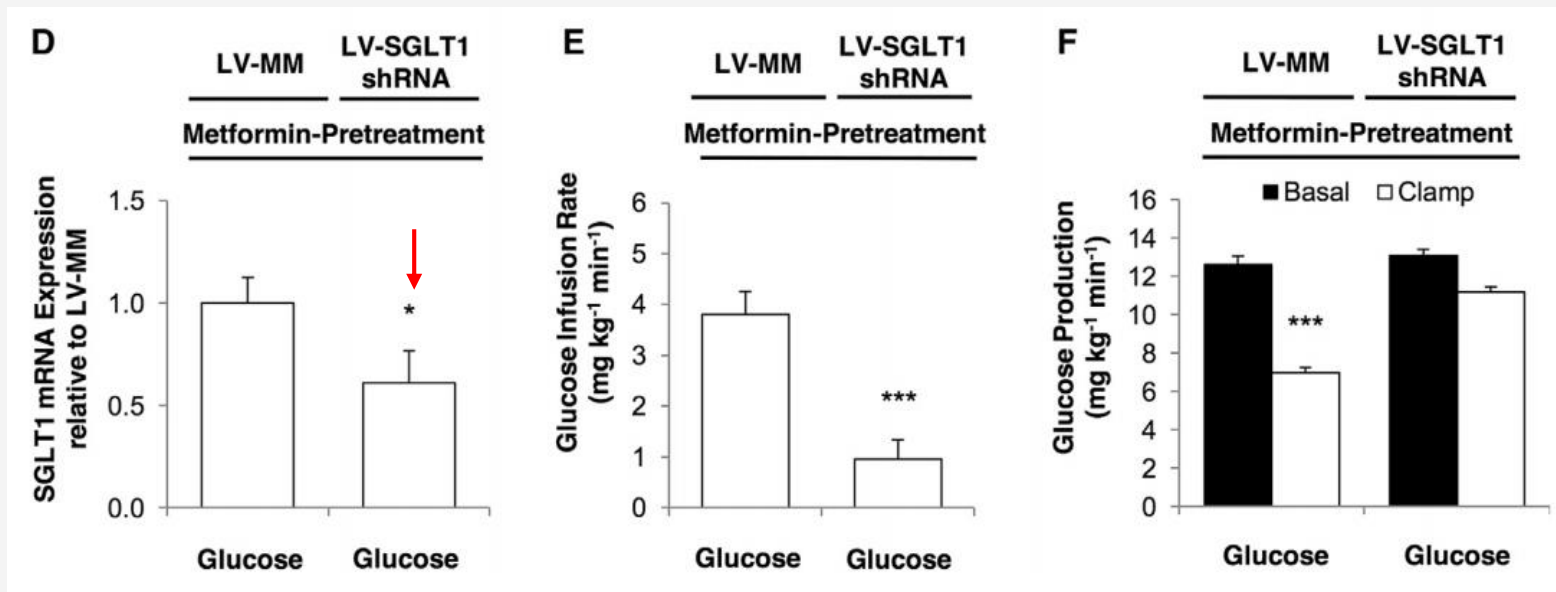 D
LV-MM
LV-SGLT1
shRNA
Metformin-Pretreatment
SGLT1 mRNA Expression
relative to LV-MM
1.5
1.0
0.5
0.0
*
Glucose
Glucose
E
LV-MM
LV-SGLT1
shRNA
Metformin-Pretreatment
Glucose Infusion Rate
(mg kg⁻¹ min⁻¹)
6
5
4
3
2
1
0
***
Glucose
Glucose
F
LV-MM
LV-SGLT1
shRNA
Metformin-Pretreatment
Glucose Production
(mg kg⁻¹ min⁻¹)
16
14
12
10
8
6
4
2
0
Basal Clamp
***
Glucose
Glucose